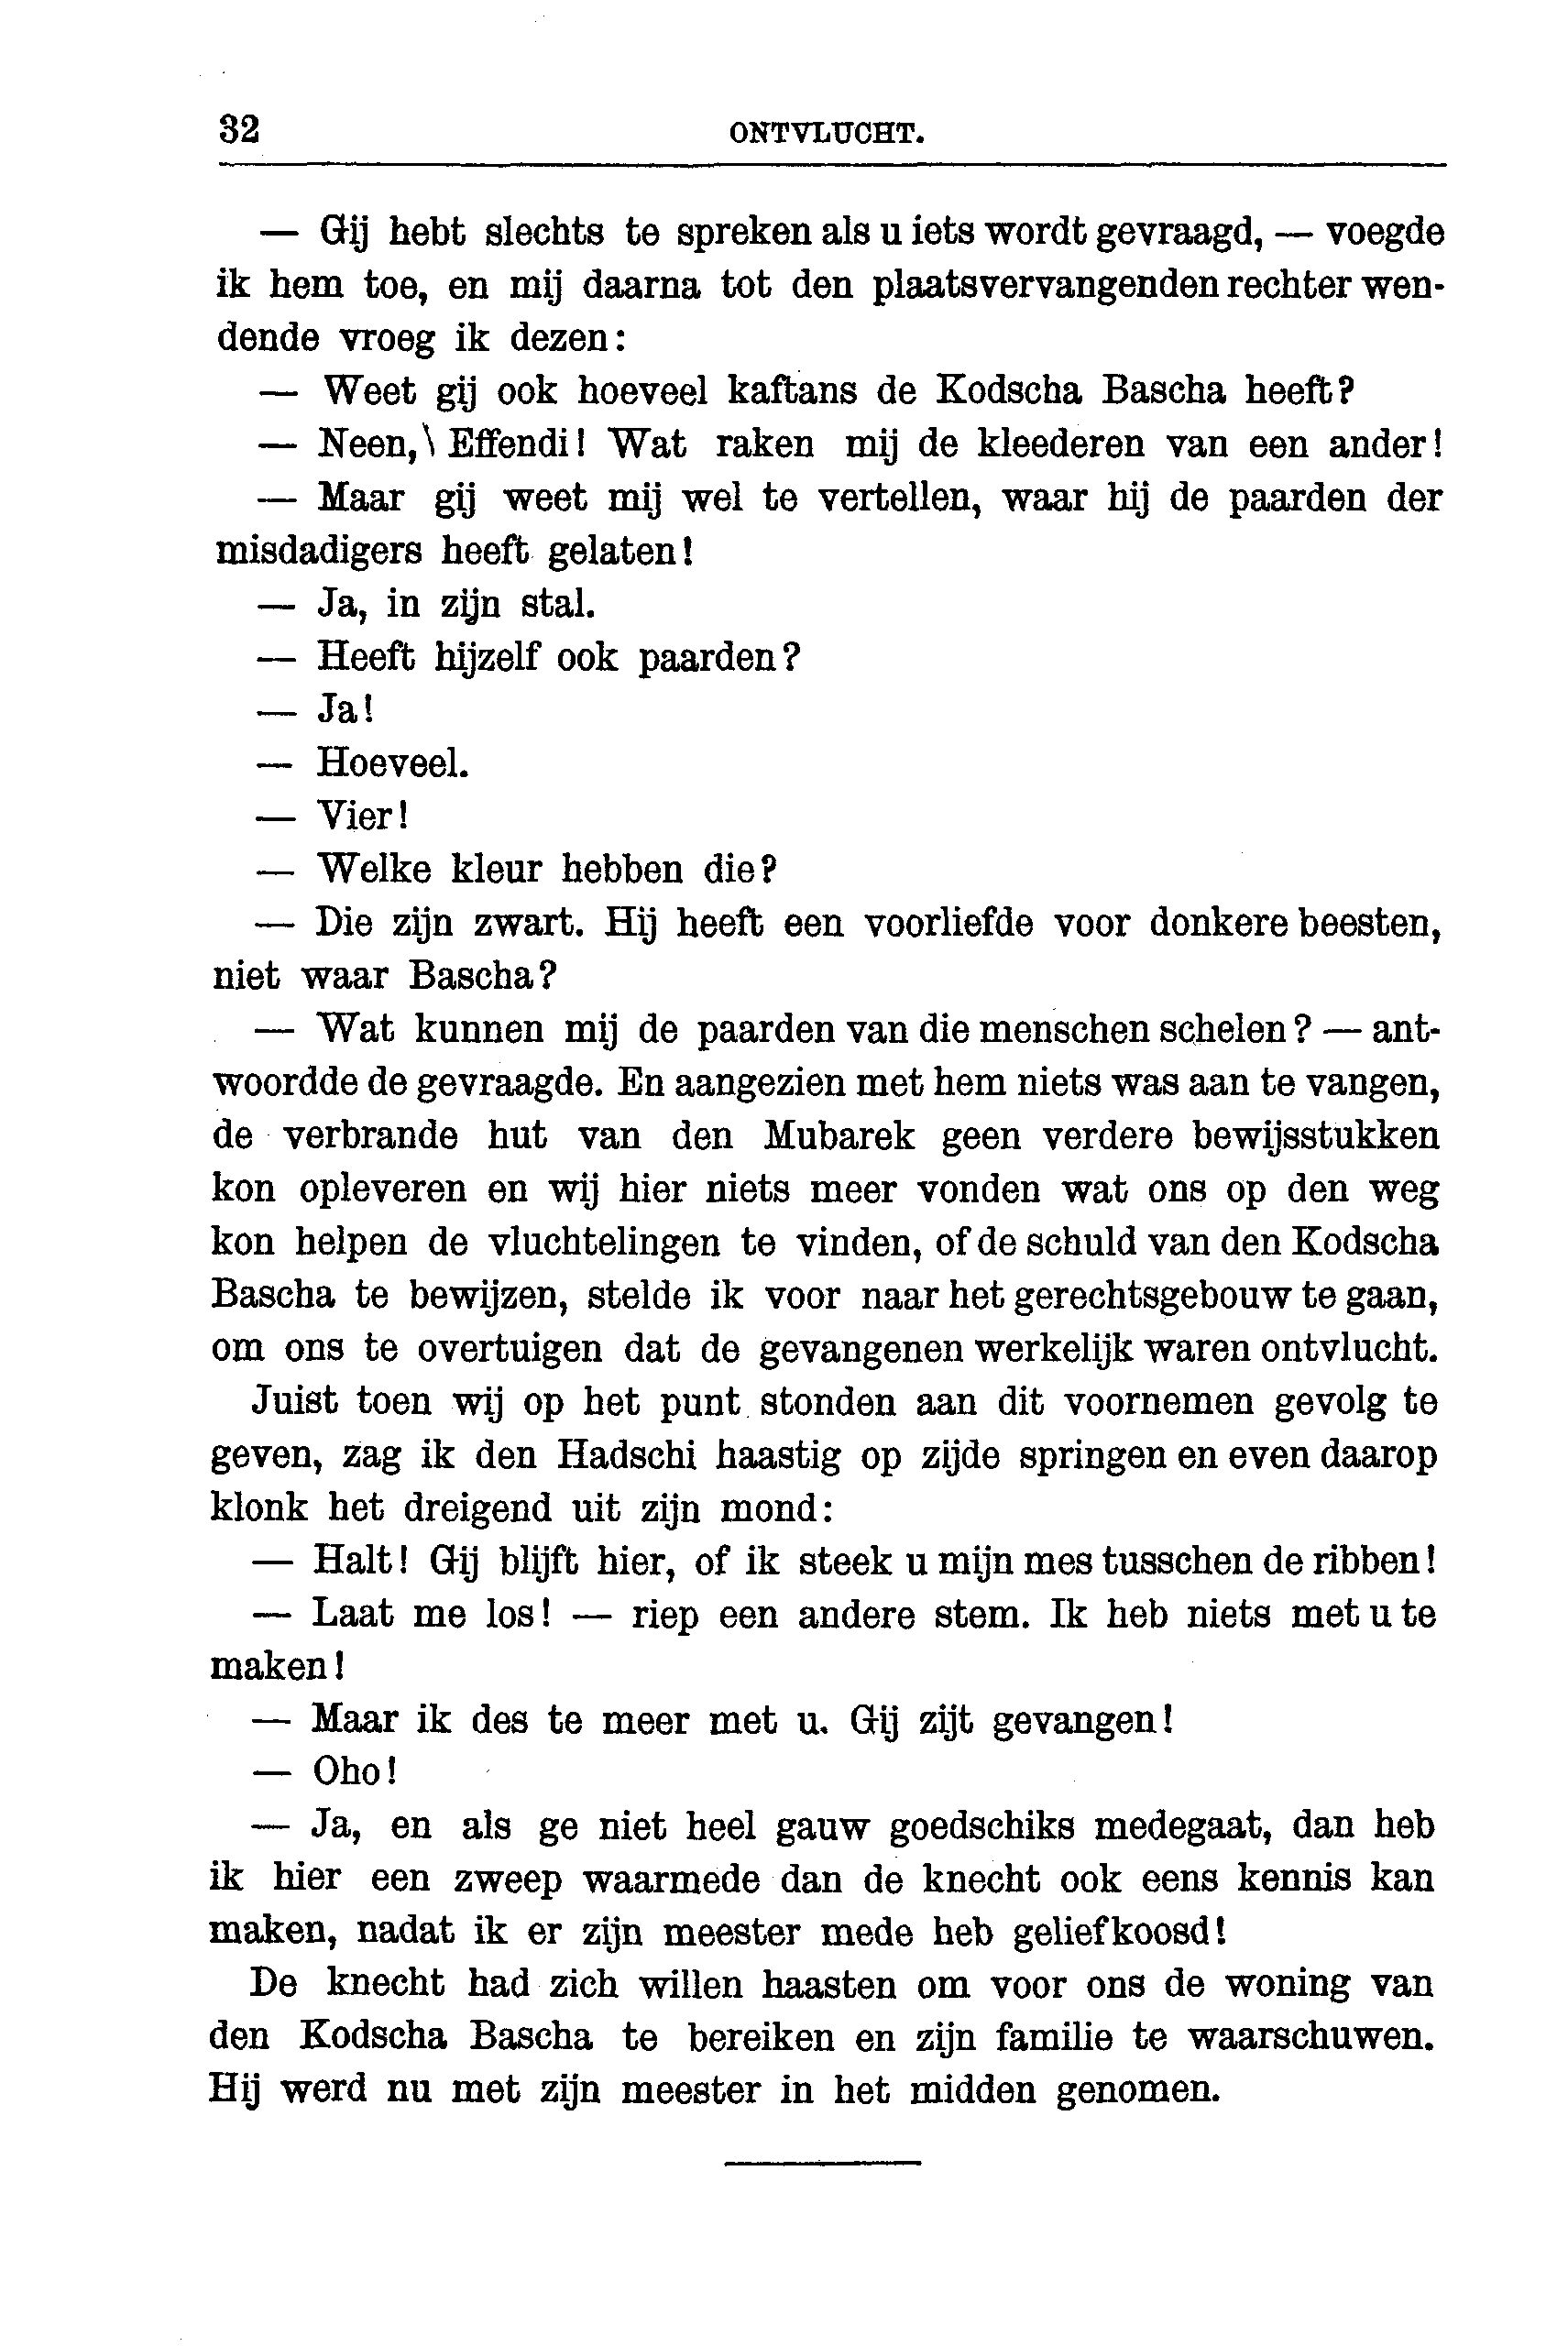 32 ONTVLUCHT.
— Gij hebt slechts te spreken als u iets wordt gevraagd, — voegde
ik hem toe, en mij daarna tot den plaatsvervangenden rechter wen-
dende vroeg ik dezen:
— Weet gij ook hoeveel kaftans de Kodscha Bascha heeft?
— Neen,\ Effendi! Wat raken mij de kleederen van een ander!
— Maar gij weet mij wel te vertellen, waar hij de paarden der
misdadigers heeft gelaten!
— Ja, in zijn stal.
— Heeft hijzelf ook paarden?
— Ja!
— Hoeveel.
— Vier!
— Welke kleur hebben die?
— Die zijn zwart. Hij heeft een voorliefde voor donkere beesten,
niet waar Bascha?
— Wat kunnen mij de paarden van die menschen schelen? — ant-
woordde de gevraagde. En aangezien met hem niets was aan te vangen,
de verbrande hut van den Mubarek geen verdere bewijsstukken
kon opleveren en wij hier niets meer vonden wat ons op den weg
kon helpen de vluchtelingen te vinden, of de schuld van den Kodscha
Bascha te bewijzen, stelde ik voor naar het gerechtsgebouw te gaan,
om ons te overtuigen dat de gevangenen werkelijk waren ontvlucht.
Juist toen wij op het punt stonden aan dit voornemen gevolg te
geven, zag ik den Hadschi haastig op zijde springen en even daarop
klonk het dreigend uit zijn mond:
— Halt! Gij blijft hier, of ik steek u mijn mes tusschen de ribben!
— Laat me los! — riep een andere stem. Ik heb niets met u te
maken!
— Maar ik des te meer met u. Gij zijt gevangen!
— Oho!
— Ja, en als ge niet heel gauw goedschiks medegaat, dan heb
ik hier een zweep waarmede dan de knecht ook eens kennis kan
maken, nadat ik er zijn meester mede heb geliefkoosd!
De knecht had zich willen haasten om voor ons de woning van
den Kodscha Bascha te bereiken en zijn familie te waarschuwen.
Hij werd nu met zijn meester in het midden genomen.